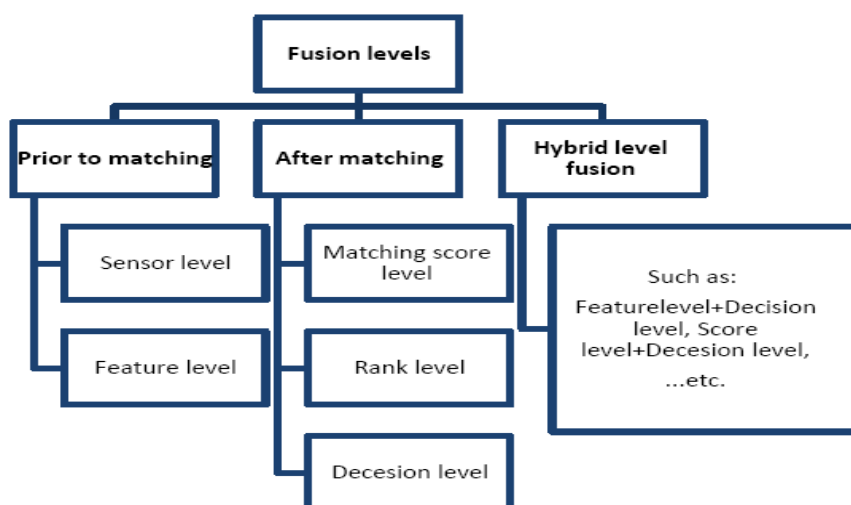 Fusion levels
Prior to matching
After matching
Hybrid level
fusion
Sensor level
Feature level
Matching score
level
Rank level
Decesion level
Such as:
Featurelevel+Decision
level, Score
level+Decesion level,
...etc.